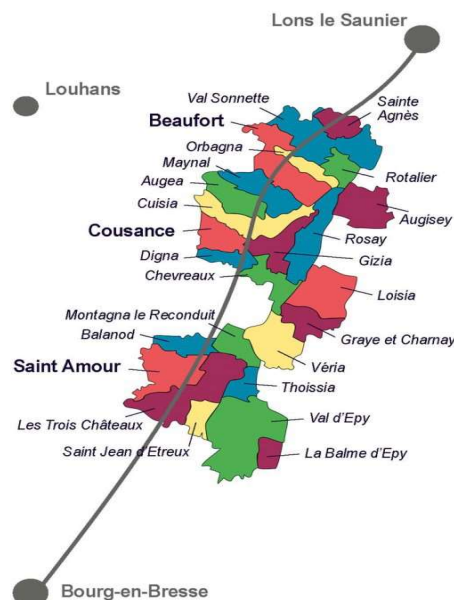 Lons le Saunier
Louhans
Val Sonnette
Sainte
Agnès
Beaufort
Orbagna
Maynal
Rotalier
Augea
Cuisia
Augisey
Cousance
Rosay
Digna
Gizia
Chevreaux
Loisia
Montagna le Reconduit
Balanod
Graye et Charnay
Saint Amour
Véria
Thoissia
Les Trois Châteaux
Val d'Epy
Saint Jean d'Etreux
La Balme d'Epy
Bourg-en-Bresse